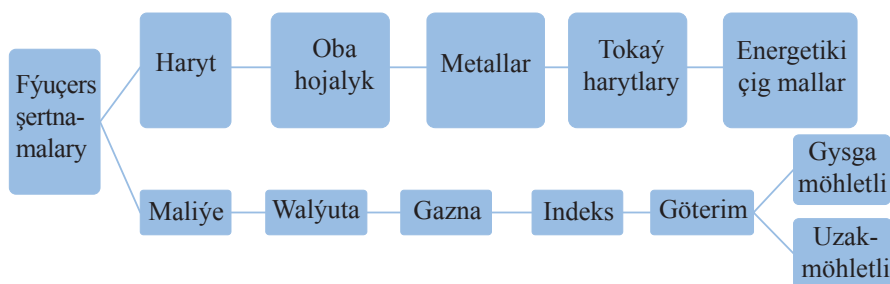 Fýuçers
şertna-
malary
Haryt
Oba
hojalyk
Metallar
Tokaý
harytlary
Energetiki
çig mallar
Maliýe
Walýuta
Gazna
Indeks
Göterim
Gysga
möhletli
Uzak-
möhletli